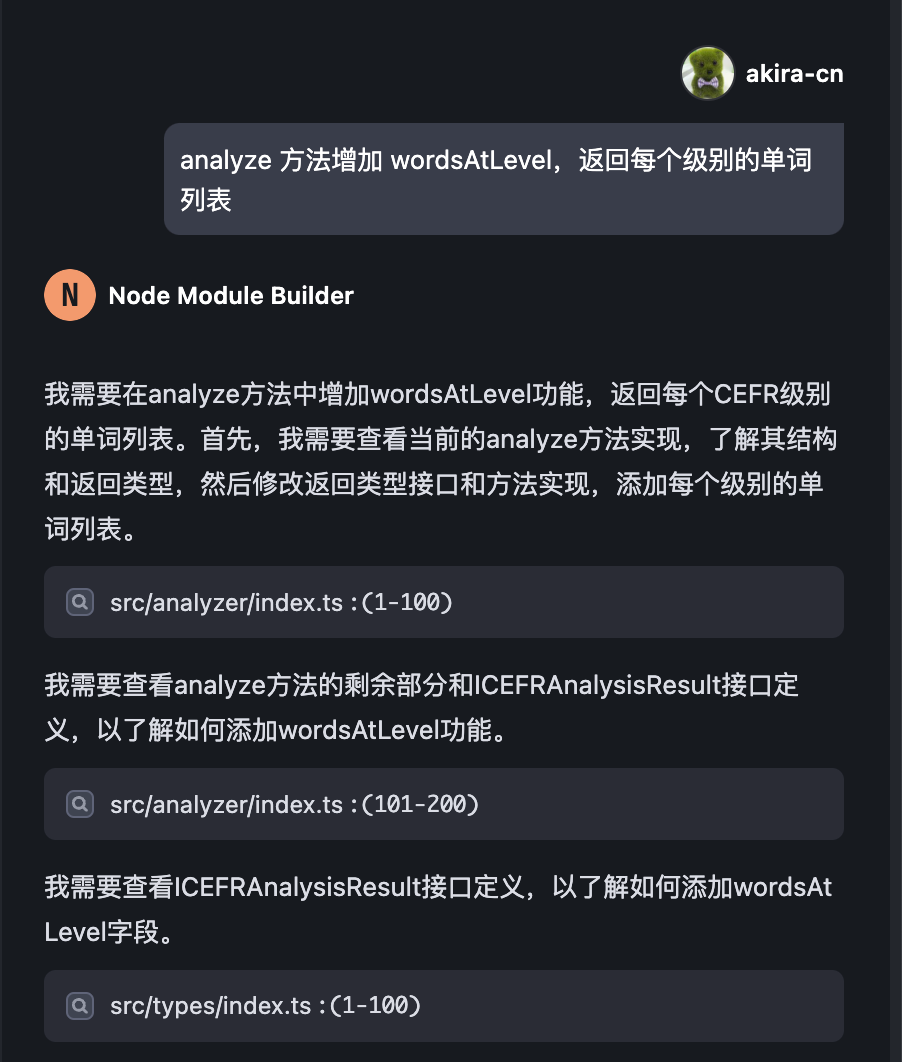 akira-cn
analyze 方法增加 wordsAtLevel，返回每个级别的单词
列表
N
Node Module Builder
我需要在analyze方法中增加wordsAtLevel功能，返回每个CEFR级别
的单词列表。首先，我需要查看当前的analyze方法实现，了解其结构
和返回类型，然后修改返回类型接口和方法实现，添加每个级别的单
词列表。
src/analyzer/index.ts :(1-100)
我需要查看analyze方法的剩余部分和ICEFRAnalysisResult接口定
义，以了解如何添加wordsAtLevel功能。
src/analyzer/index.ts :(101-200)
我需要查看ICEFRAnalysisResult接口定义，以了解如何添加wordsAt
Level字段。
src/types/index.ts :(1-100)